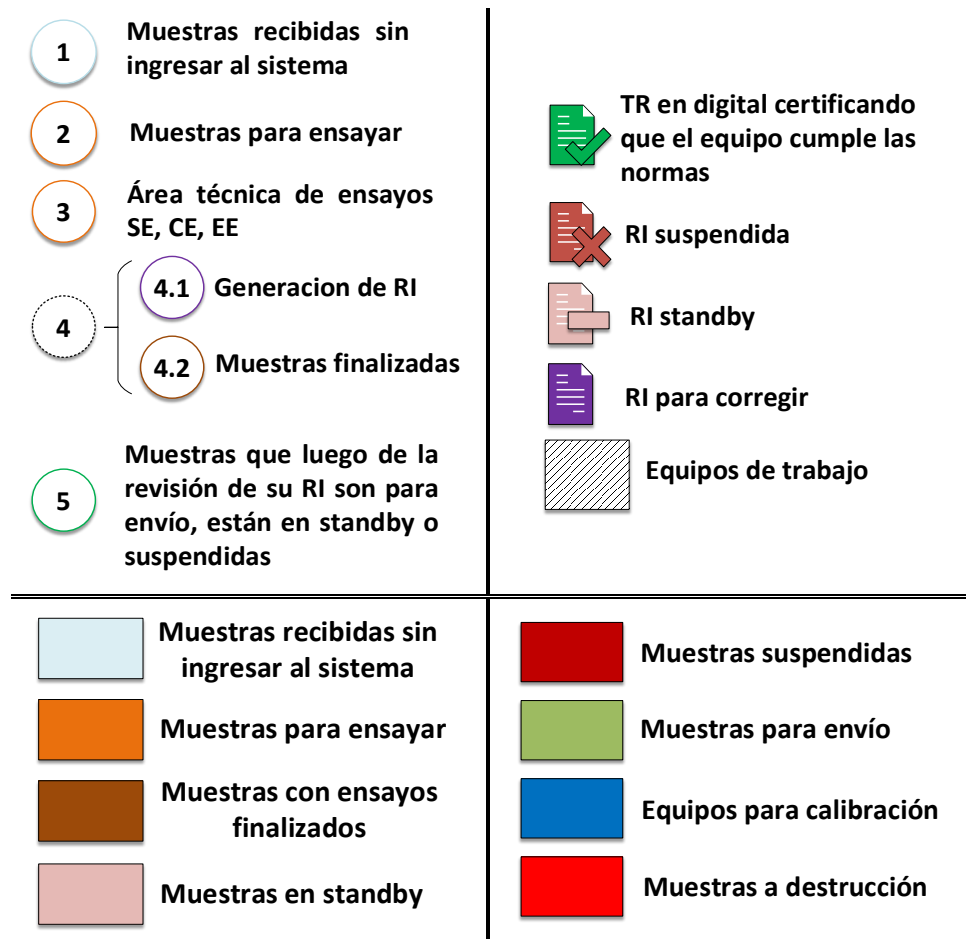 1
Muestras recibidas sin
ingresar al sistema
2
Muestras para ensayar
3
Área técnica de ensayos
SE, CE, EE
4
4.1
Generacion de RI
4.2
Muestras finalizadas
5
Muestras que luego de la
revisión de su RI son para
envío, están en standby o
suspendidas
TR en digital certificando
que el equipo cumple las
normas
RI suspendida
RI standby
RI para corregir
Equipos de trabajo
Muestras recibidas sin
ingresar al sistema
Muestras para ensayar
Muestras con ensayos
finalizados
Muestras en standby
Muestras suspendidas
Muestras para envío
Equipos para calibración
Muestras a destrucción